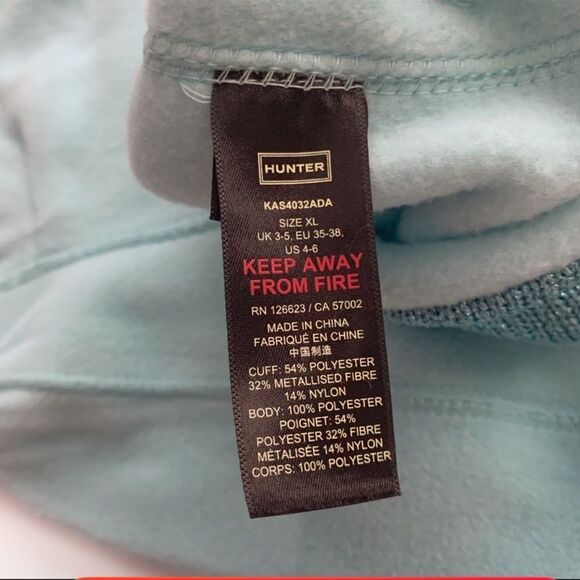 HUNTER
KAS4032ADA
SIZE XL
UK 3-5, EU 35-38,
US 4-6
KEEP AWAY
FROM FIRE
RN 126623 / CA 57002
MADE IN CHINA
FABRIQUÉ EN CHINE
中国制造
CUFF: 54% POLYESTER
32% METALLISED FIBRE
14% NYLON
BODY: 100% POLYESTER
POIGNET: 54%
POLYESTER 32% FIBRE
MÉTALISÉE 14% NYLON
CORPS: 100% POLYESTER